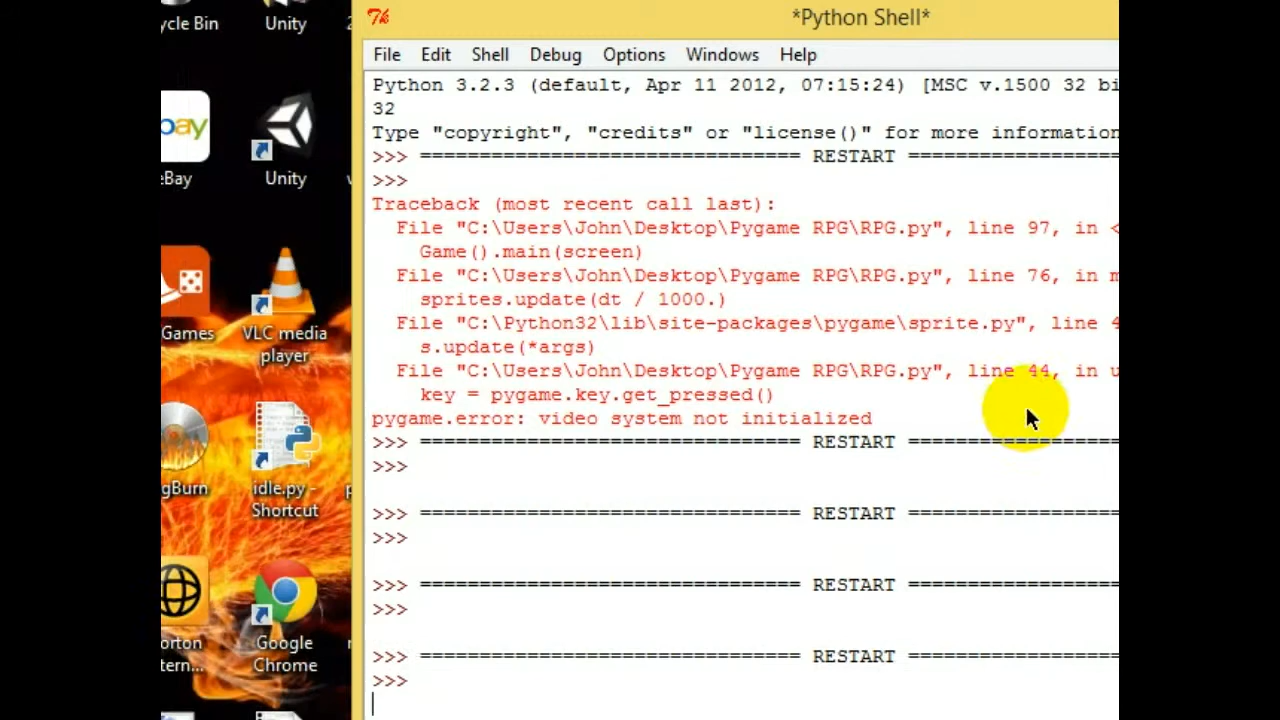 ycle Bin
Unity
2
bay
eBay
Unity
Games
VLC media
player
gBurn
idle.py -
Shortcut
orton
tern...
Google
Chrome
*Python Shell*
File Edit Shell Debug Options Windows Help
Python 3.2.3 (default, Apr 11 2012, 07:15:24) [MSC v.1500 32 bi
32
Type "copyright", "credits" or "license()" for more information
>>> ================================ RESTART ==================
>>>
Traceback (most recent call last):
  File "C:\Users\John\Desktop\Pygame RPG\RPG.py", line 97, in <
    Game().main(screen)
  File "C:\Users\John\Desktop\Pygame RPG\RPG.py", line 76, in m
    sprites.update(dt / 1000.)
  File "C:\Python32\lib\site-packages\pygame\sprite.py", line 4
    s.update(*args)
  File "C:\Users\John\Desktop\Pygame RPG\RPG.py", line 44, in u
    key = pygame.key.get_pressed()
pygame.error: video system not initialized
>>> ================================ RESTART ==================
>>>
>>> ================================ RESTART ==================
>>>
>>> ================================ RESTART ==================
>>>
>>> ================================ RESTART ==================
>>>